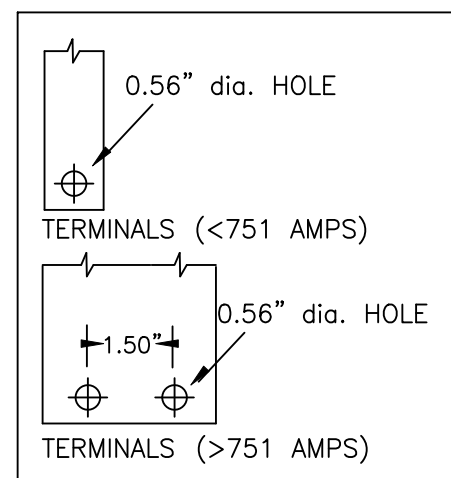 0.56” dia. HOLE
TERMINALS (<751 AMPS)
0.56” dia. HOLE
1.50”
TERMINALS (>751 AMPS)